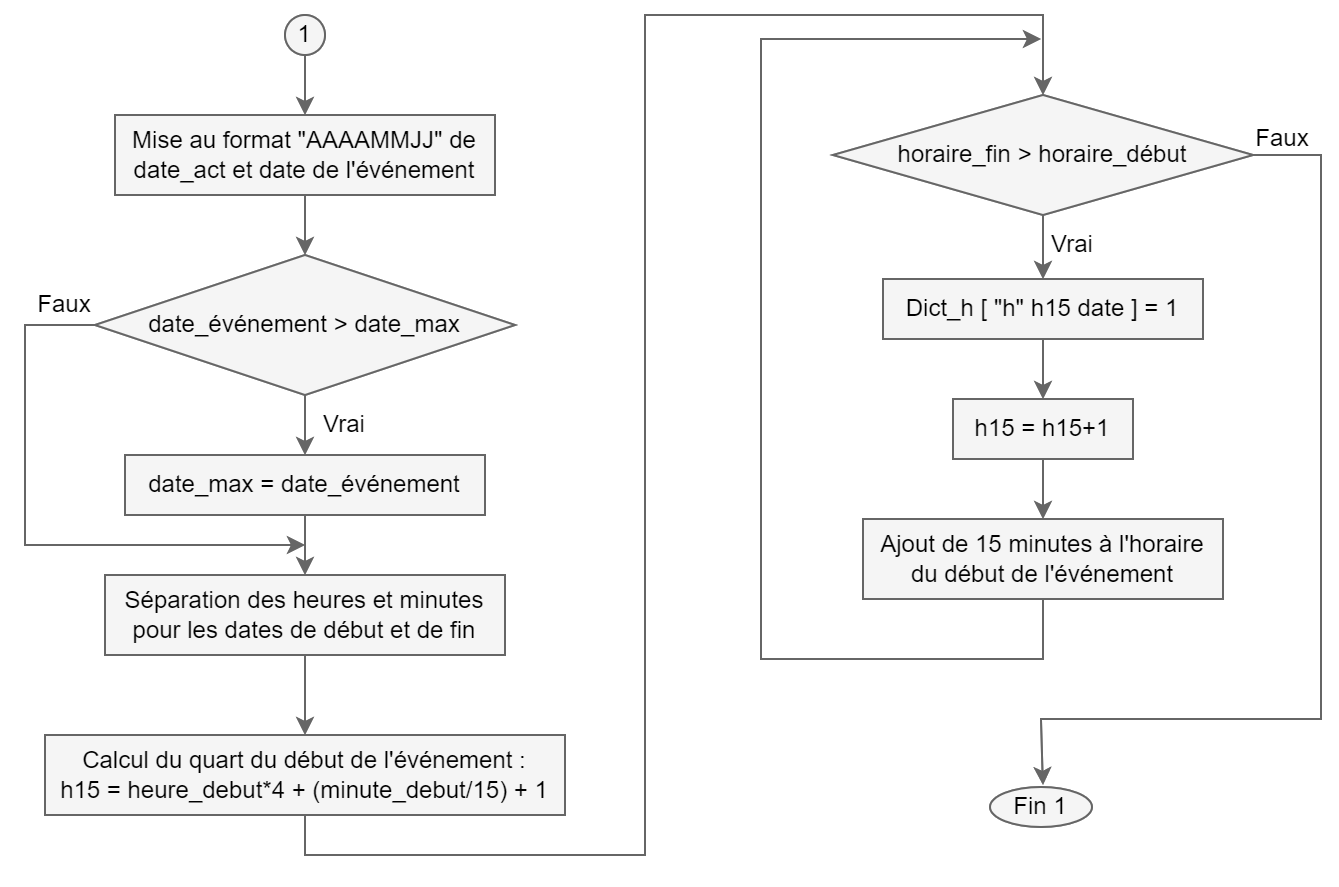 1
Mise au format "AAAAMMJJ" de
date_act et date de l'événement
Faux
date_événement > date_max
Vrai
date_max = date_événement
Séparation des heures et minutes
pour les dates de début et de fin
Calcul du quart du début de l'événement :
h15 = heure_debut*4 + (minute_debut/15) + 1
horaire_fin > horaire_début
Faux
Vrai
Dict_h [ "h" h15 date ] = 1
h15 = h15+1
Ajout de 15 minutes à l'horaire
du début de l'événement
Fin 1